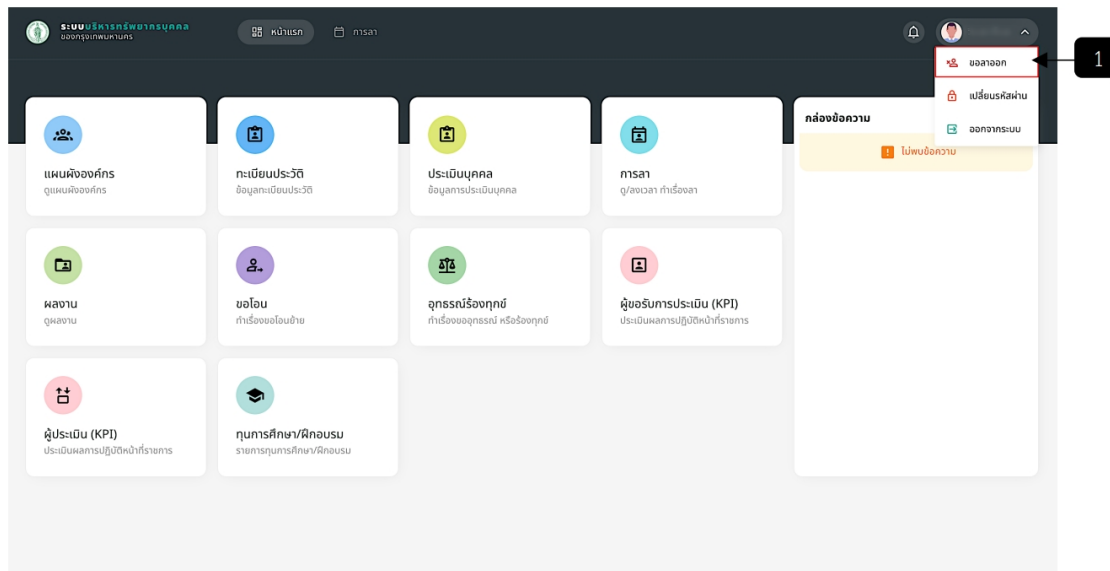 ระบบบริหารทรัพยากรบุคคล
ของกรุงเทพมหานคร
หน้าแรก
การลา
ขอลาออก
1
เปลี่ยนรหัสผ่าน
ออกจากระบบ
แผนผังองค์กร
ดูแผนผังองค์กร
ทะเบียนประวัติ
ข้อมูลทะเบียนประวัติ
ประเมินบุคคล
ข้อมูลการประเมินบุคคล
การลา
ดู/ลงเวลา ทำเรื่องลา
กล่องข้อความ
ไม่พบข้อความ
ผลงาน
ดูผลงาน
ขอโอน
ทำเรื่องขอโอนย้าย
อุทธรณ์ร้องทุกข์
ทำเรื่องขออุทธรณ์ หรือร้องทุกข์
ผู้ขอรับการประเมิน (KPI)
ประเมินผลการปฏิบัติหน้าที่ราชการ
ผู้ประเมิน (KPI)
ประเมินผลการปฏิบัติหน้าที่ราชการ
ทุนการศึกษา/ฝึกอบรม
รายการทุนการศึกษา/ฝึกอบรม